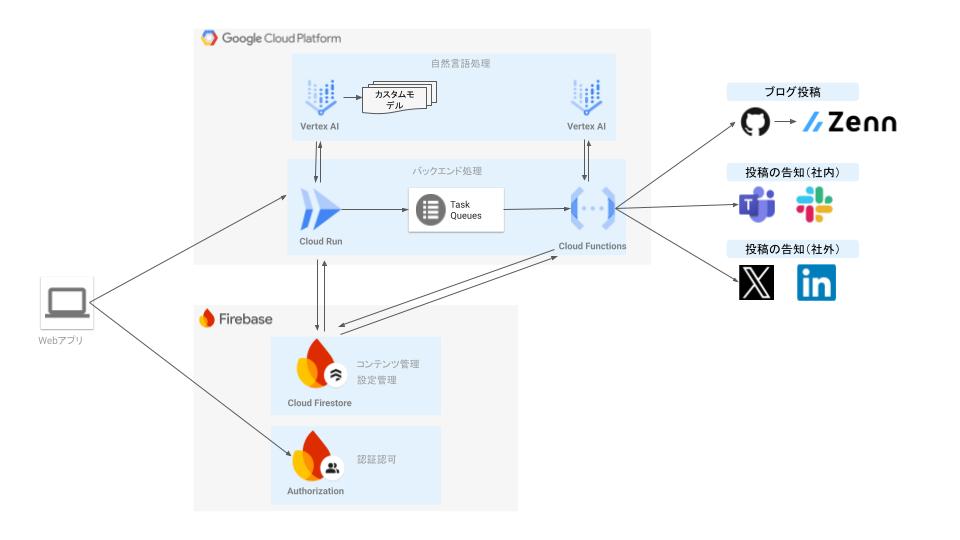 Google Cloud Platform
自然言語処理
カスタムモ
デル
Vertex AI
Vertex AI
バックエンド処理
Task
Queues
Cloud Run
Cloud Functions
ブログ投稿
Zenn
投稿の告知(社内)
投稿の告知(社外)
Webアプリ
Firebase
コンテンツ管理
設定管理
Cloud Firestore
認証認可
Authorization